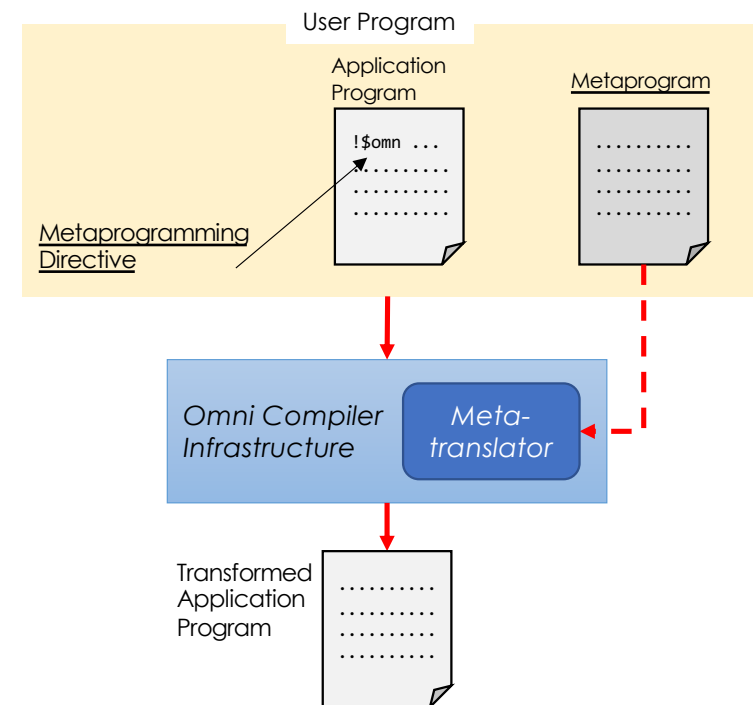 User Program
Application
Program
Metaprogram
!$omn ...
.........
.........
.........
..........
..........
..........
..........
Metaprogramming
Directive
Omni Compiler
Infrastructure
Meta-
translator
Transformed
Application
Program
..........
..........
..........
..........